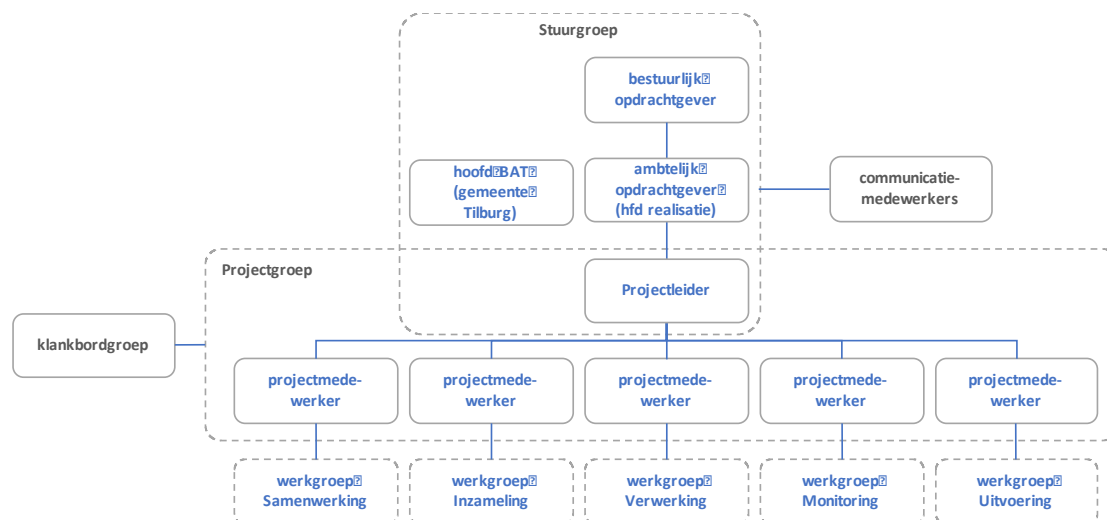 Stuurgroep
bestuurlijk
opdrachtgever
hoofd BAT
(gemeente
Tilburg)
ambtelijk
opdrachtgever
(hfd realisatie)
communicatie-
medewerkers
Projectgroep
Projectleider
klankbordgroep
projectmede-
werker
projectmede-
werker
projectmede-
werker
projectmede-
werker
projectmede-
werker
werkgroep
Samenwerking
werkgroep
Inzameling
werkgroep
Verwerking
werkgroep
Monitoring
werkgroep
Uitvoering